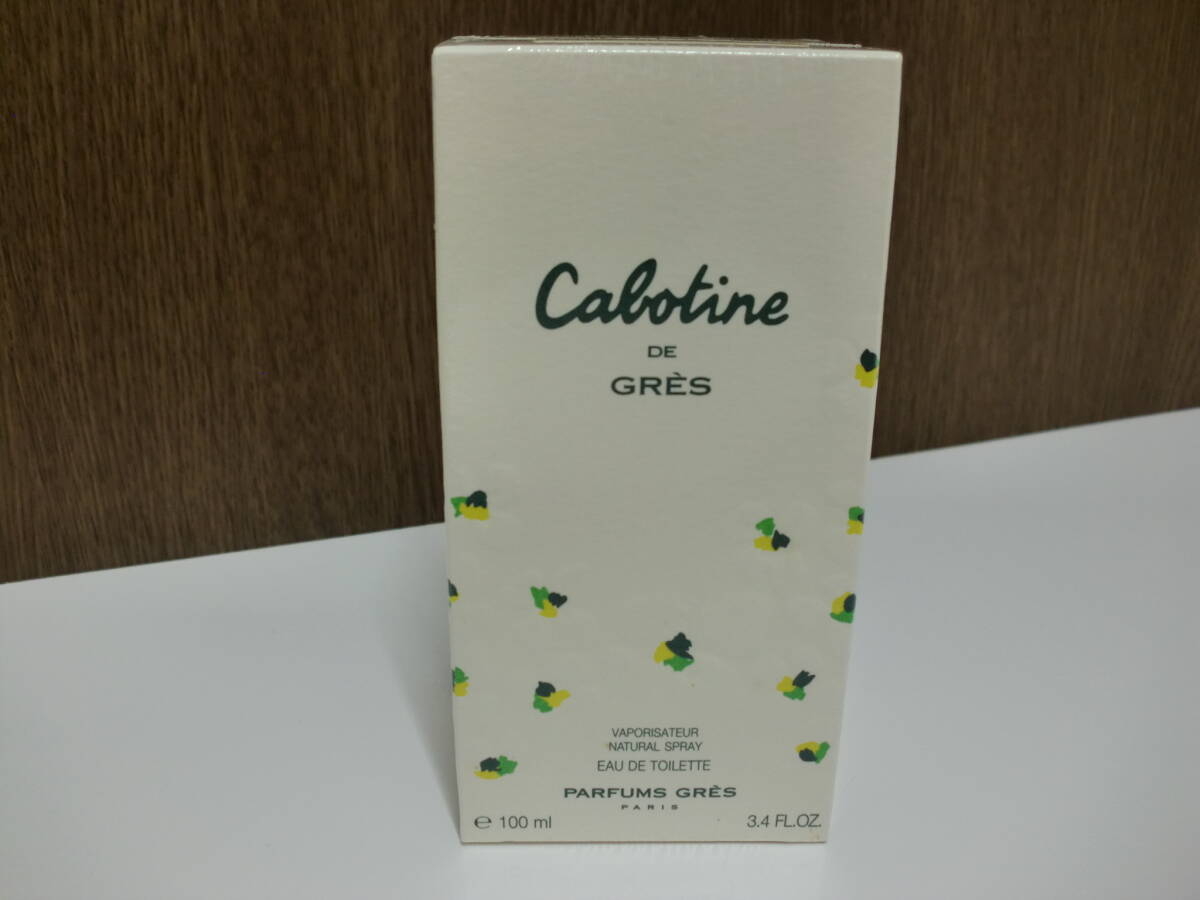 Cabotine
DE
GRÈS
VAPORISATEUR
NATURAL SPRAY
EAU DE TOILETTE
PARFUMS GRÈS
PARIS
℮ 100 ml
3.4 FL.OZ.